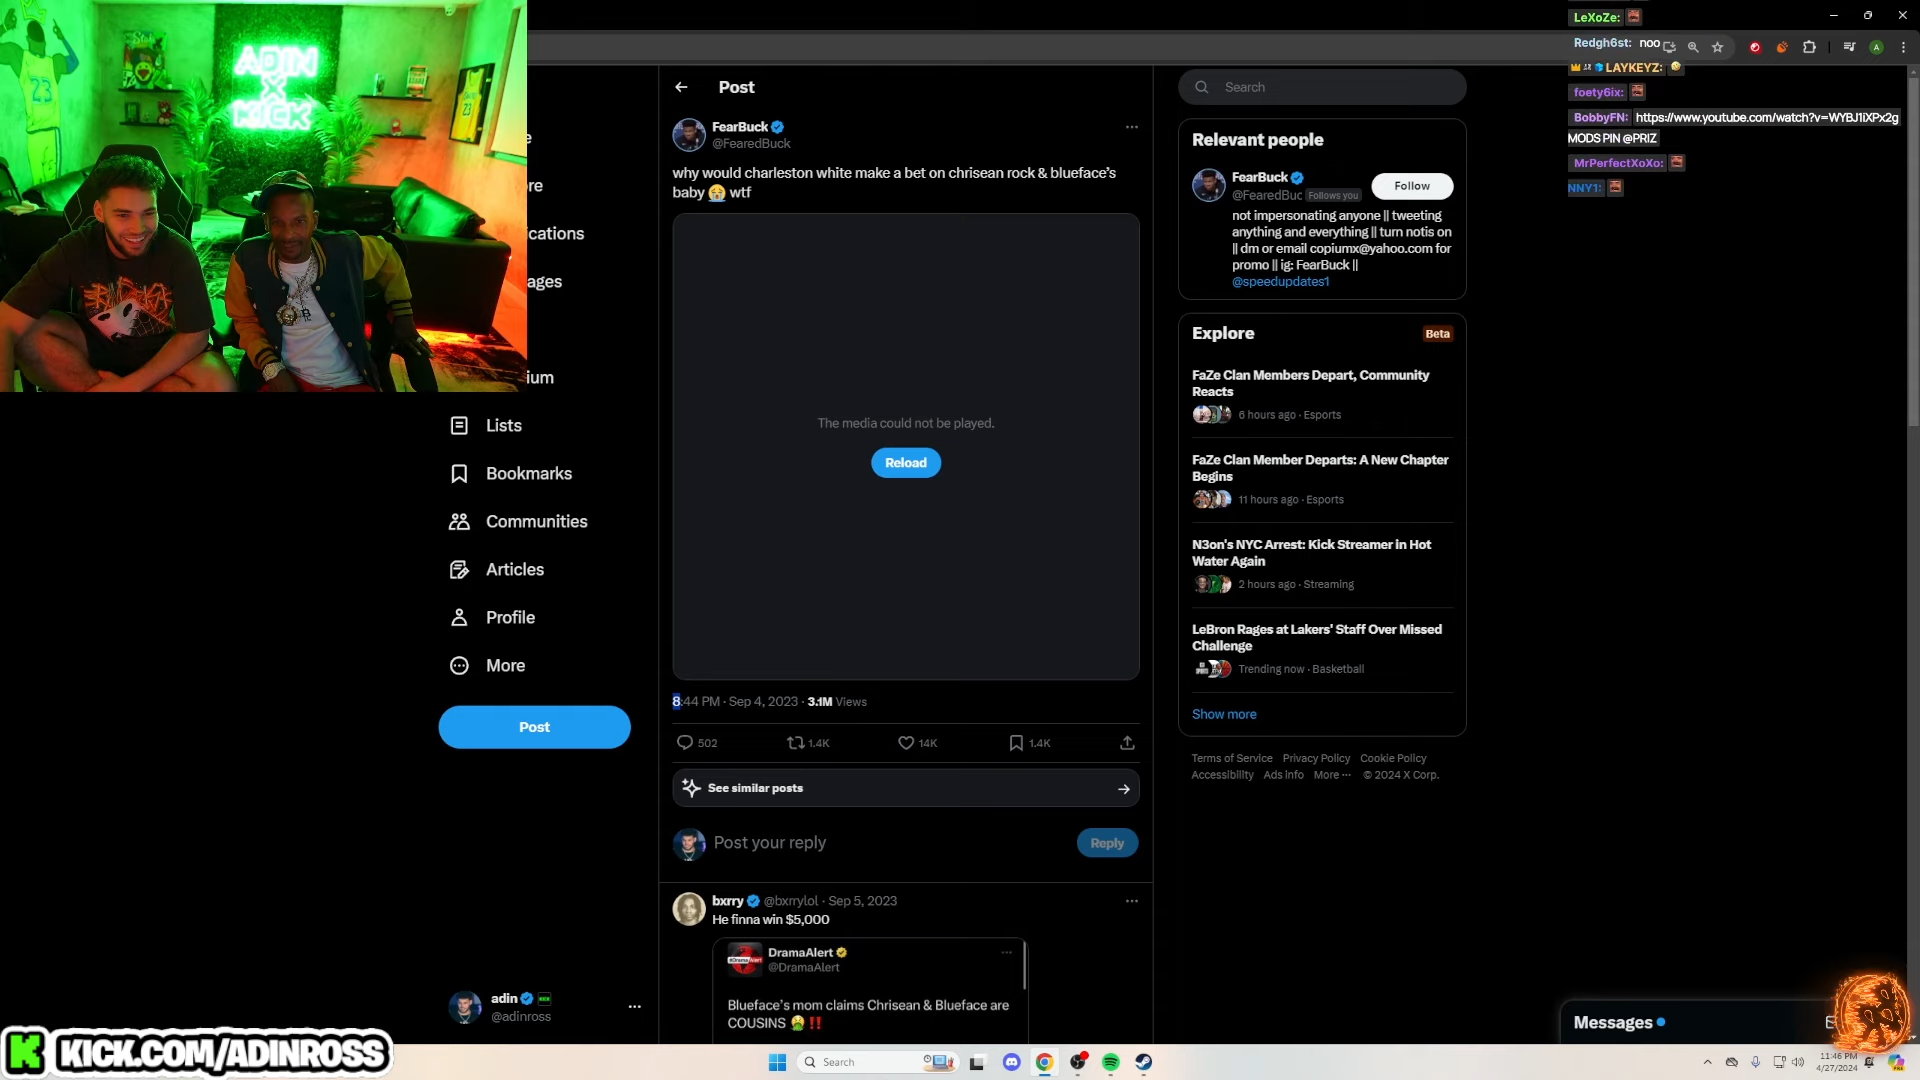 ADIN
X
KICK
23
23
Lists
Bookmarks
Communities
Articles
Profile
More
Post
adin
@adinross
KICK.COM/ADINROSS
Post
FearBuck
@FearedBuck
why would charleston white make a bet on chrisean rock & blueface's
baby 😭 wtf
The media could not be played.
Reload
8:44 PM · Sep 4, 2023 · 3.1M Views
502
1.4K
14K
1.4K
See similar posts
Post your reply
Reply
bxrry @bxrrylol · Sep 5, 2023
He finna win $5,000
DramaAlert
@DramaAlert
Blueface's mom claims Chrisean & Blueface are
COUSINS 🤮 ‼️
Search
Relevant people
FearBuck
@FearedBuc Follows you
Follow
not impersonating anyone || tweeting
anything and everything || turn notis on
|| dm or email copiumx@yahoo.com for
promo || ig: FearBuck ||
@speedupdates1
Explore
Beta
FaZe Clan Members Depart, Community
Reacts
6 hours ago · Esports
FaZe Clan Member Departs: A New Chapter
Begins
11 hours ago · Esports
N3on's NYC Arrest: Kick Streamer in Hot
Water Again
2 hours ago · Streaming
LeBron Rages at Lakers' Staff Over Missed
Challenge
Trending now · Basketball
Show more
Terms of Service Privacy Policy Cookie Policy
Accessibility Ads info More ··· © 2024 X Corp.
LeXoZe:
Redgh6st: noo
LAYKEYZ:
foety6ix:
BobbyFN: https://www.youtube.com/watch?v=WYBJ1iXPx2g
MODS PIN @PRIZ
MrPerfectXoXo:
NNY1:
Messages
Search
11:46 PM
4/27/2024